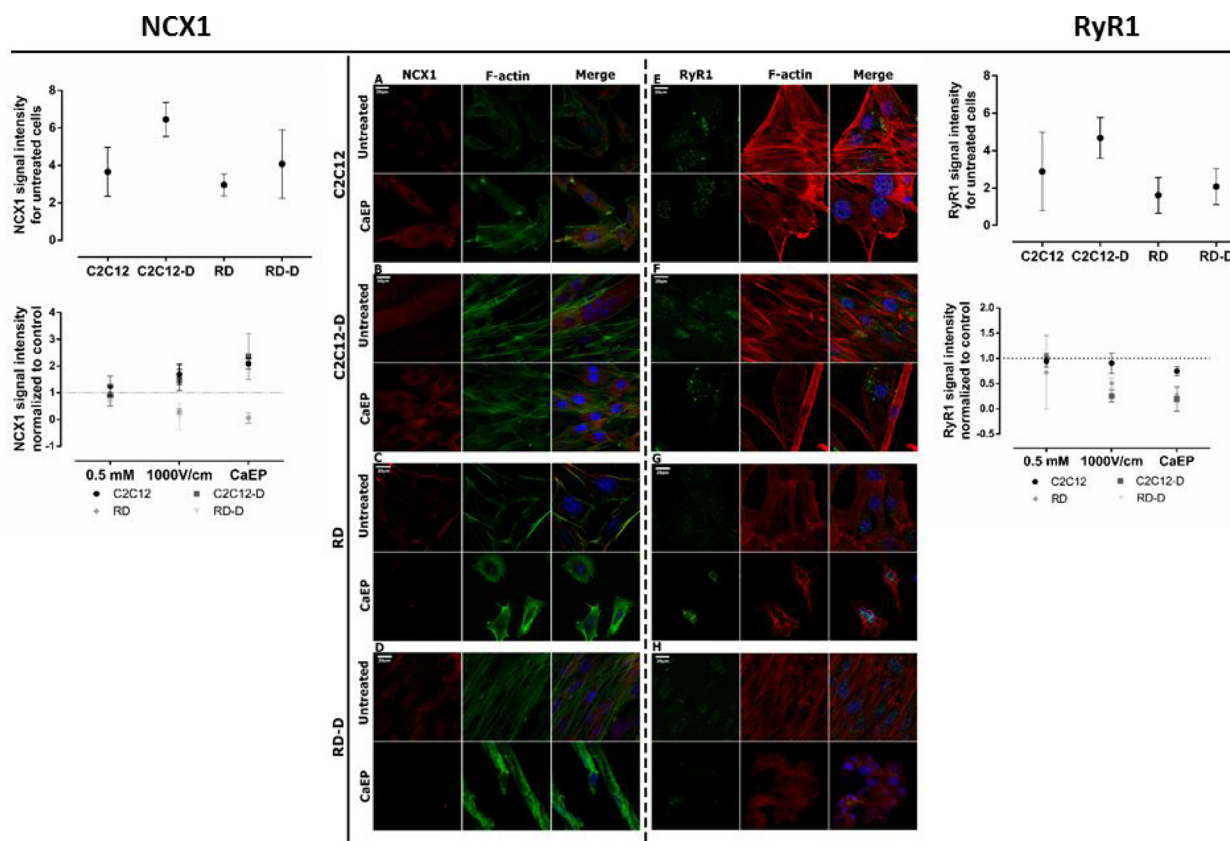 NCX1
RyR1
NCX1 signal intensity
for untreated cells
8
6
4
2
0
C2C12 C2C12-D RD RD-D
NCX1 signal intensity
normalized to control
4
3
2
1
0
-1
0.5 mM 1000V/cm CaEP
C2C12 C2C12-D
RD RD-D
A NCX1 F-actin Merge
C2C12
Untreated
CaEP
B
C2C12-D
Untreated
CaEP
C
RD
Untreated
CaEP
D
RD-D
Untreated
CaEP
E RyR1 F-actin Merge
F
G
H
RyR1 signal intensity
for untreated cells
8
6
4
2
0
C2C12 C2C12-D RD RD-D
RyR1 signal intensity
normalized to control
2.0
1.5
1.0
0.5
0.0
0.5
0.5 mM 1000V/cm CaEP
C2C12 C2C12-D
RD RD-D